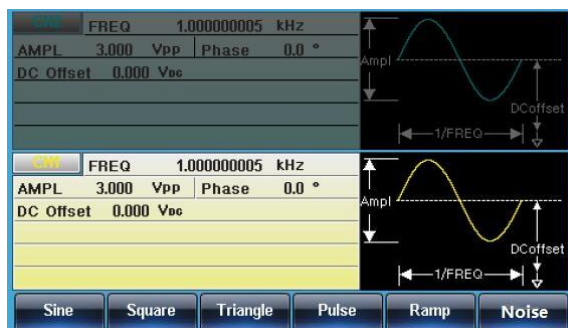 CH2 FREQ 1.000000005 kHz
AMPL 3.000 Vpp Phase 0.0 °
DC Offset 0.000 VDC
Ampl
DCoffset
1/FREQ
CH1 FREQ 1.000000005 kHz
AMPL 3.000 Vpp Phase 0.0 °
DC Offset 0.000 VDC
Ampl
DCoffset
1/FREQ
Sine Square Triangle Pulse Ramp Noise